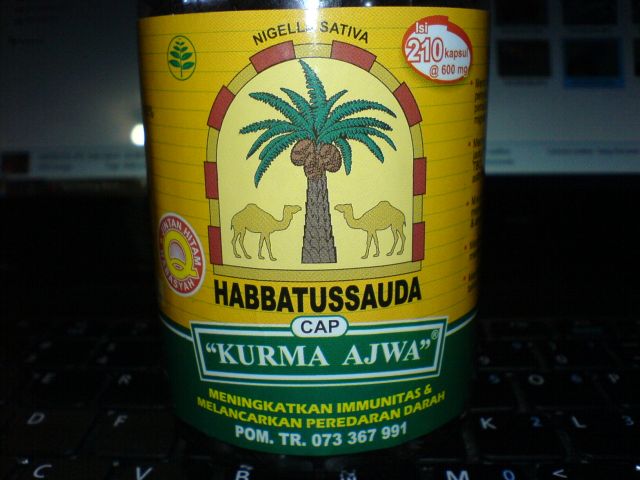 NIGELLA SATIVA
Isi
210 kapsul
@ 600 mg
HITAM
HABBATUSSAUDA
CAP
"KURMA AJWA"®
MENINGKATKAN IMMUNITAS &
MELANCARKAN PEREDARAN DARAH
POM. TR. 073 367 991